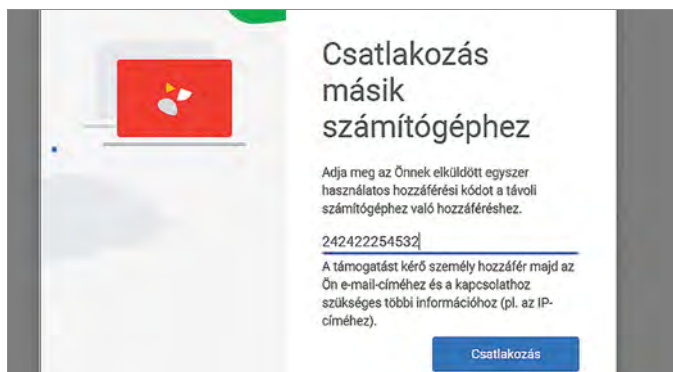 Csatlakozás
másik
számítógéphez
Adja meg az Önnek elküldött egyszer
használatos hozzáférési kódot a távoli
számítógéphez való hozzáféréshez.
242422254532
A támogatást kérő személy hozzáfér majd az
Ön e-mail-címéhez és a kapcsolathoz
szükséges többi információhoz (pl. az IP-
címéhez).
Csatlakozás